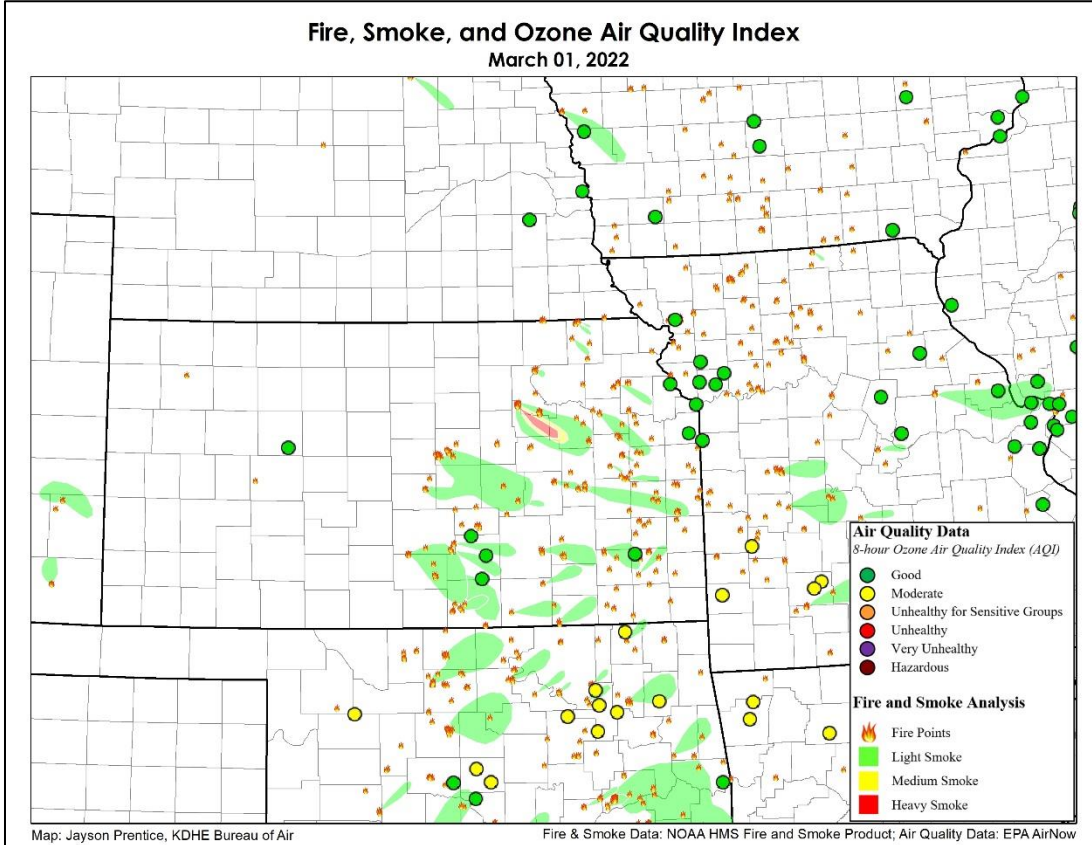 Fire, Smoke, and Ozone Air Quality Index
March 01, 2022
Air Quality Data
8-hour Ozone Air Quality Index (AQI)
Good
Moderate
Unhealthy for Sensitive Groups
Unhealthy
Very Unhealthy
Hazardous
Fire and Smoke Analysis
Fire Points
Light Smoke
Medium Smoke
Heavy Smoke
Map: Jayson Prentice, KDHE Bureau of Air
Fire & Smoke Data: NOAA HMS Fire and Smoke Product; Air Quality Data: EPA AirNow